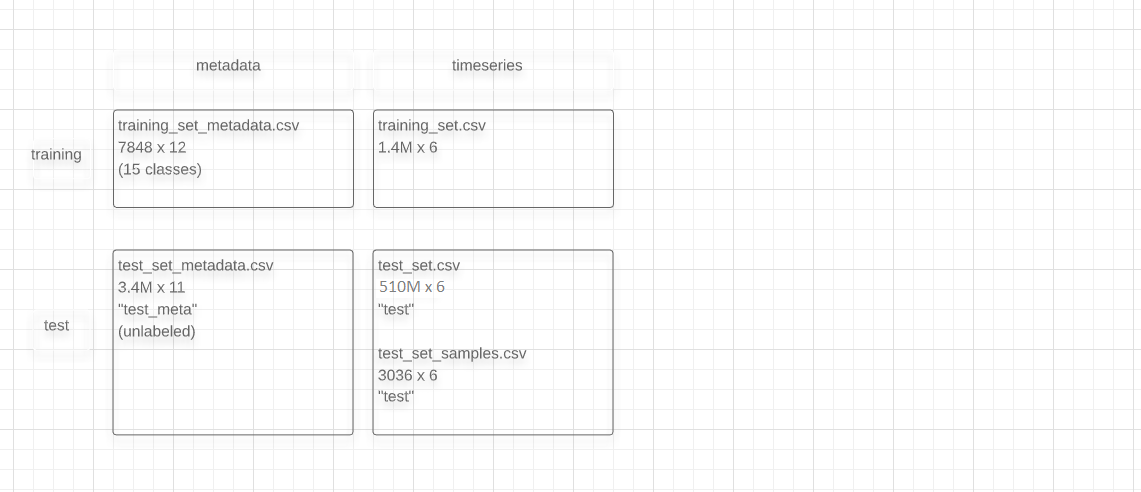 metadata
timeseries
training
training_set_metadata.csv
7848 x 12
(15 classes)
training_set.csv
1.4M x 6
test
test_set_metadata.csv
3.4M x 11
"test_meta"
(unlabeled)
test_set.csv
510M x 6
"test"
test_set_samples.csv
3036 x 6
"test"